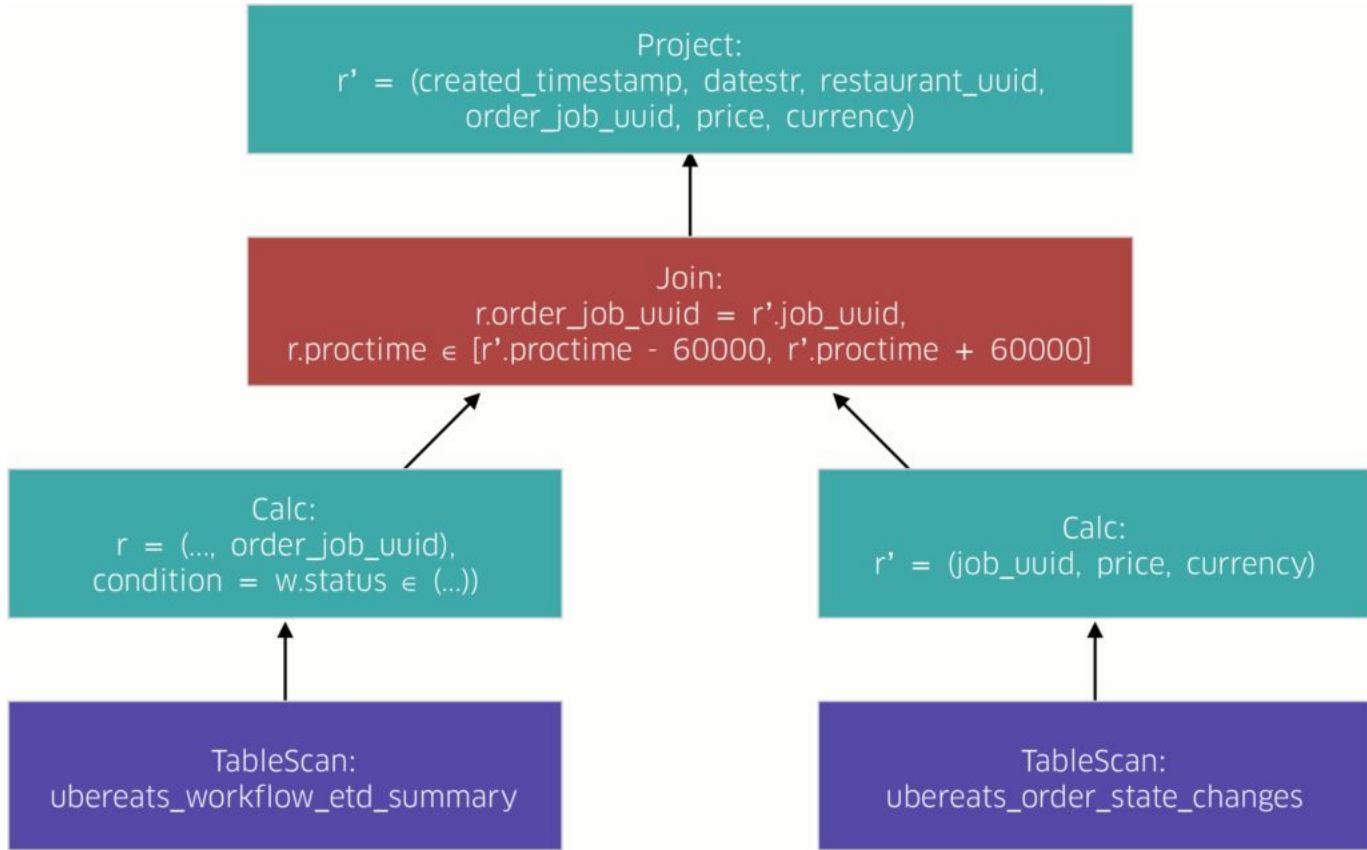 Project:
r’ = (created_timestamp, datestr, restaurant_uuid,
order_job_uuid, price, currency)
Join:
r.order_job_uuid = r’.job_uuid,
r.proctime ∈ [r’.proctime - 60000, r’.proctime + 60000]
Calc:
r = (..., order_job_uuid),
condition = w.status ∈ (...))
Calc:
r’ = (job_uuid, price, currency)
TableScan:
ubereats_workflow_etd_summary
TableScan:
ubereats_order_state_changes